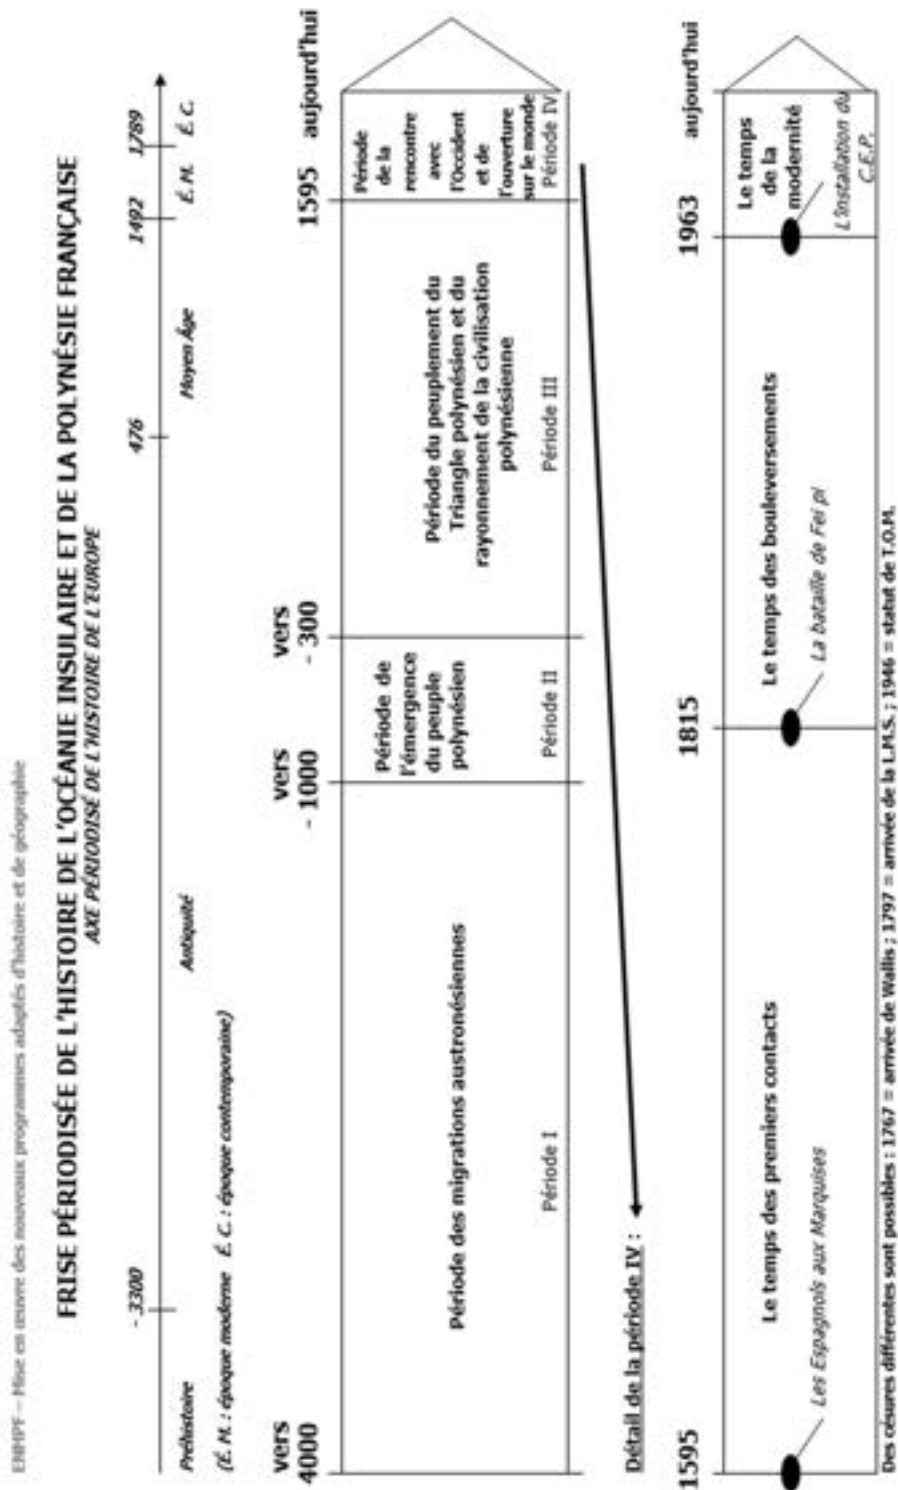 ENMPF – Mise en œuvre des nouveaux programmes adaptés d'histoire et de géographie
FRISE PÉRIODISÉE DE L'HISTOIRE DE L'OCÉANIE INSULAIRE ET DE LA POLYNÉSIE FRANÇAISE
AXE PÉRIODISÉ DE L'HISTOIRE DE L'EUROPE
- 3300 476 1492 1789
Préhistoire Antiquité Moyen Âge É. M. É. C.
(É. M. : époque moderne É. C. : époque contemporaine)
vers vers vers
4000 - 1000 - 300 1595 aujourd'hui
Période des migrations austronésiennes
Période I
Période de
l'émergence
du peuple
polynésien
Période II
Période du peuplement du
Triangle polynésien et du
rayonnement de la civilisation
polynésienne
Période III
Période
de la
rencontre
avec
l'Occident
et de
l'ouverture
sur le monde
Période IV
Détail de la période IV :
1595 1815 1963 aujourd'hui
Le temps des premiers contacts
Les Espagnols aux Marquises
Le temps des bouleversements
La bataille de Fei pi
Le temps
de la
modernité
L'installation du
C.E.P.
Des césures différentes sont possibles : 1767 = arrivée de Wallis ; 1797 = arrivée de la L.M.S. ; 1946 = statut de T.O.M.